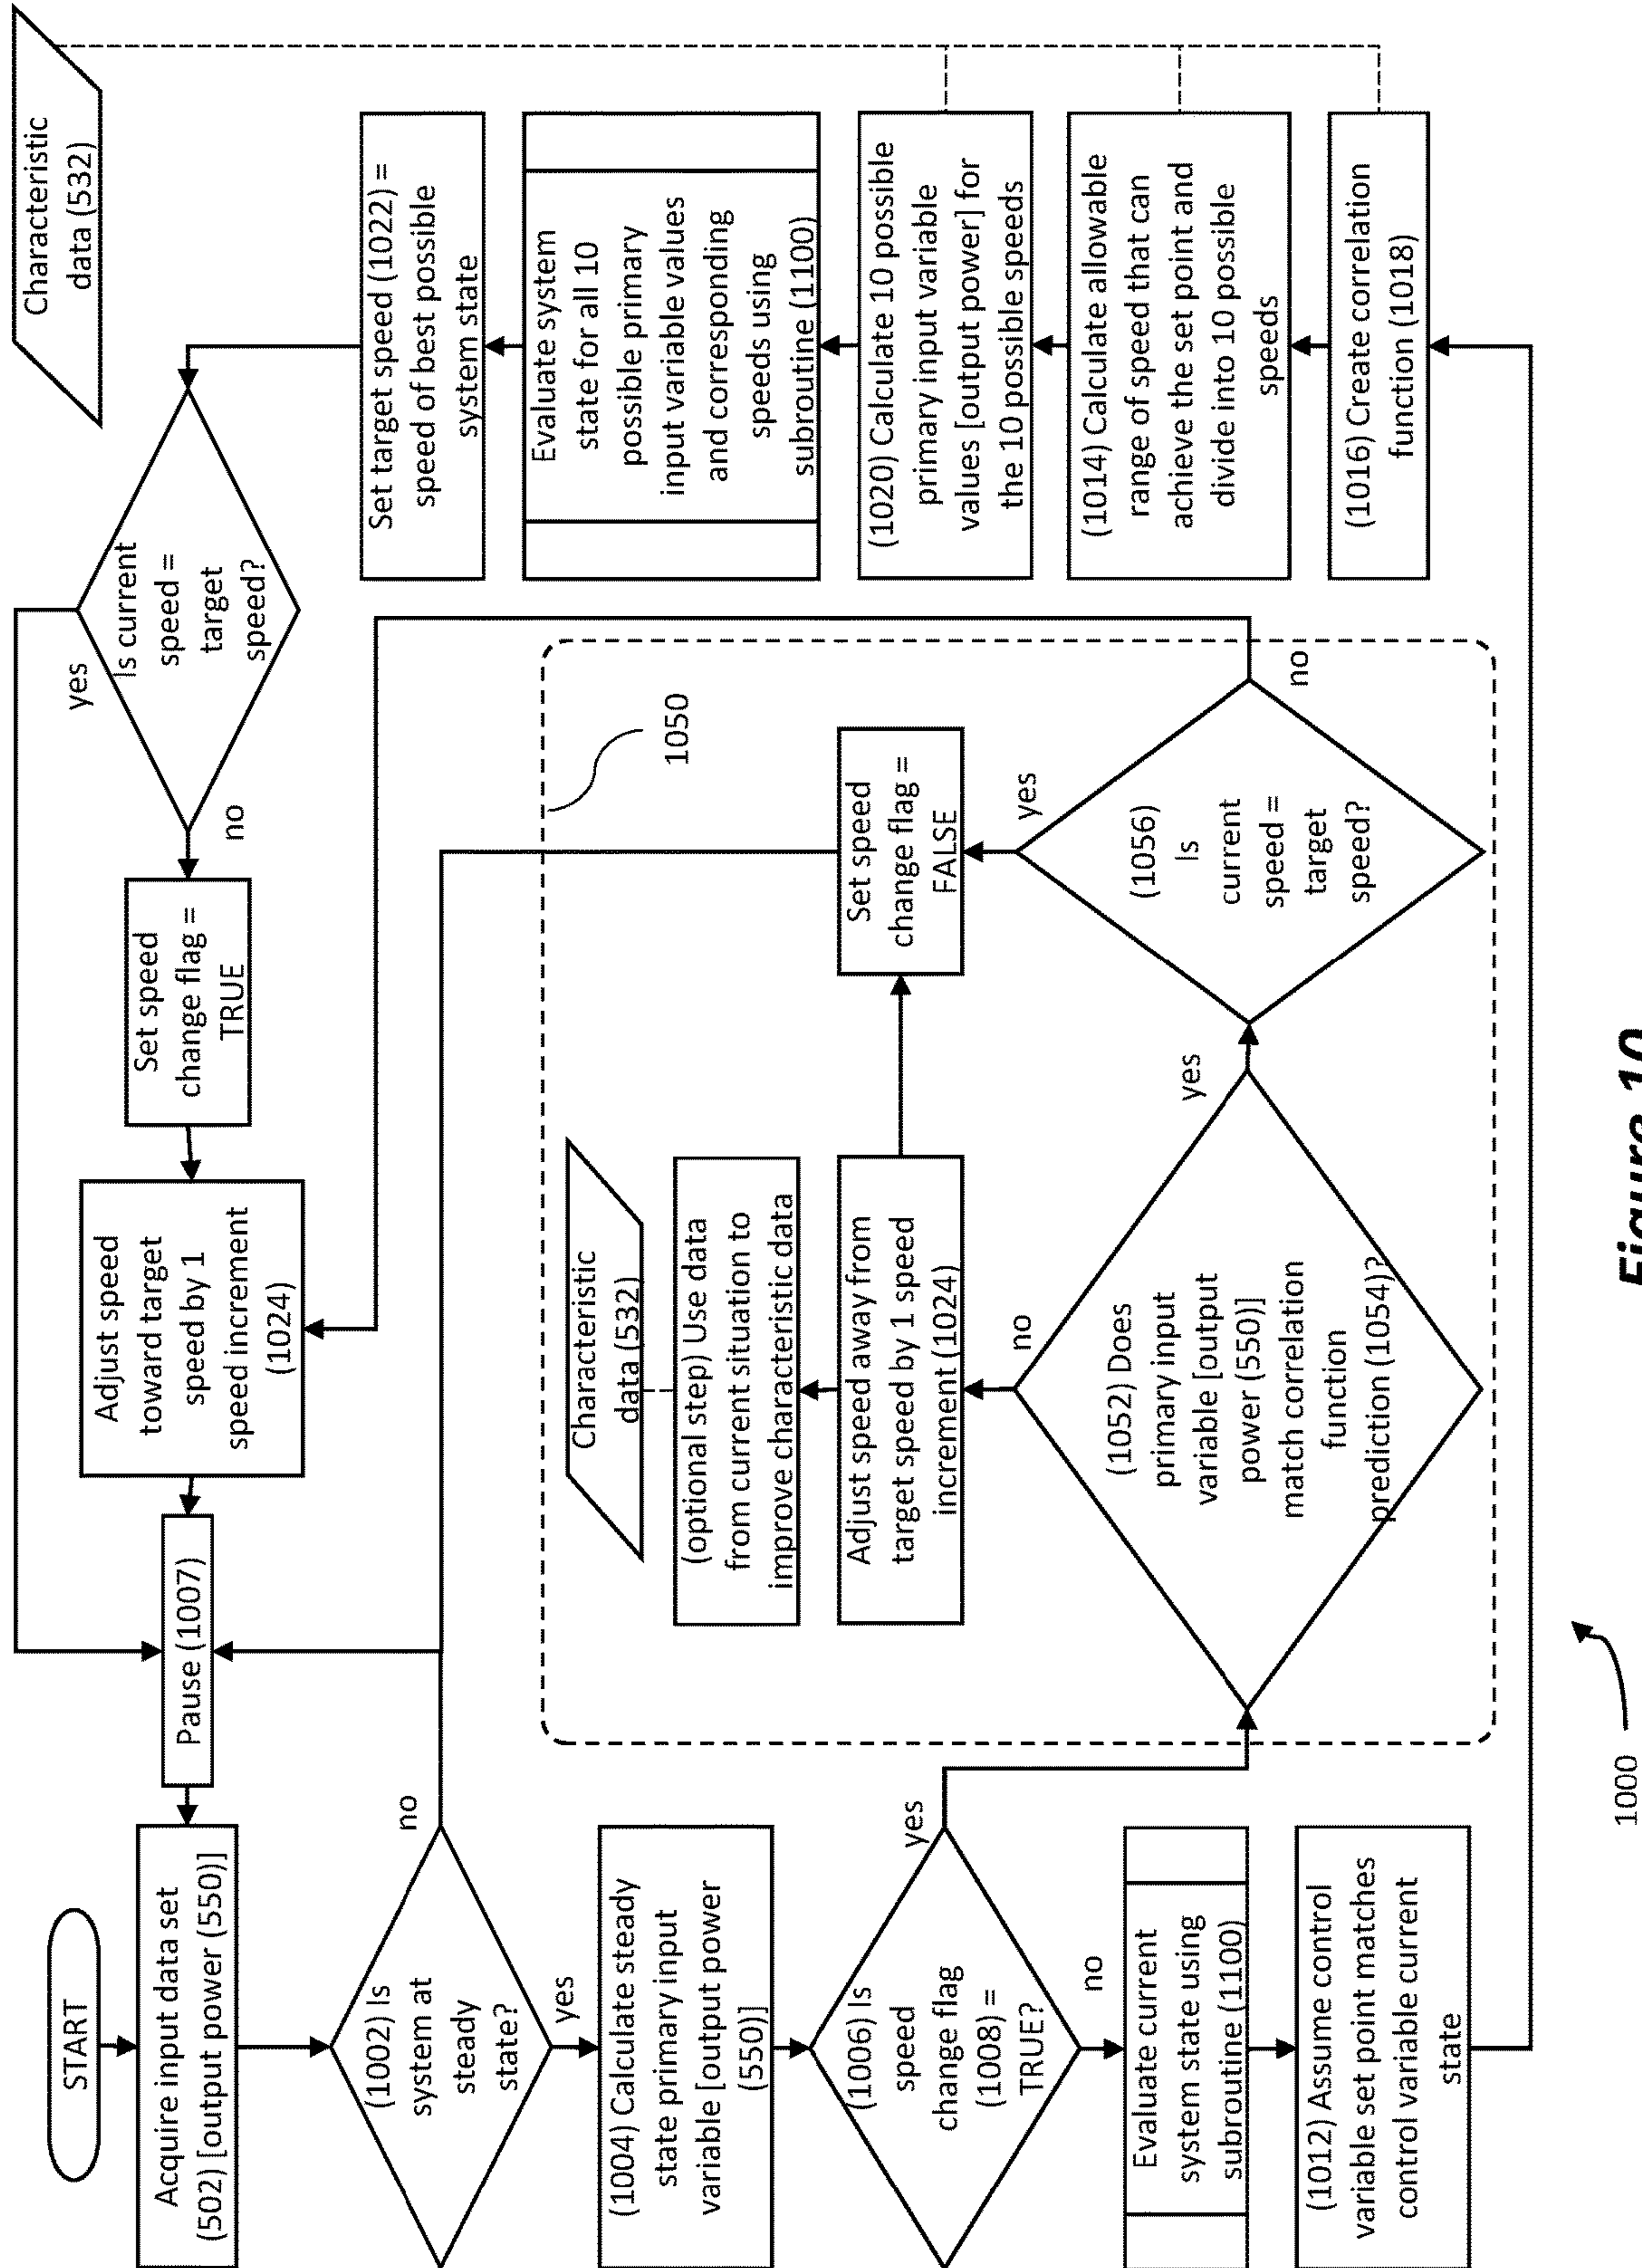 START
Acquire input data set
(502) [output power (550)]
(1002) Is
system at
steady
state?
no
yes
(1004) Calculate steady
state primary input
variable [output power
(550)]
(1006) Is
speed
change flag
(1008) =
TRUE?
yes
no
Evaluate current
system state using
subroutine (1100)
(1012) Assume control
variable set point matches
control variable current
state
Pause (1007)
Adjust speed
toward target
speed by 1
speed increment
(1024)
Set speed
change flag =
TRUE
no
Is current
speed =
target
speed?
yes
Characteristic
data (532)
Set target speed (1022) =
speed of best possible
system state
Evaluate system
state for all 10
possible primary
input variable values
and corresponding
speeds using
subroutine (1100)
(1020) Calculate 10 possible
primary input variable
values [output power] for
the 10 possible speeds
(1014) Calculate allowable
range of speed that can
achieve the set point and
divide into 10 possible
speeds
(1016) Create correlation
function (1018)
1050
Characteristic
data (532)
(optional step) Use data
from current situation to
improve characteristic data
Adjust speed away from
target speed by 1 speed
increment (1024)
no
(1052) Does
primary input
variable [output
power (550)]
match correlation
function
prediction (1054)?
yes
Set speed
change flag =
FALSE
yes
(1056)
Is
current
speed =
target
speed?
no
1000
Figure 10